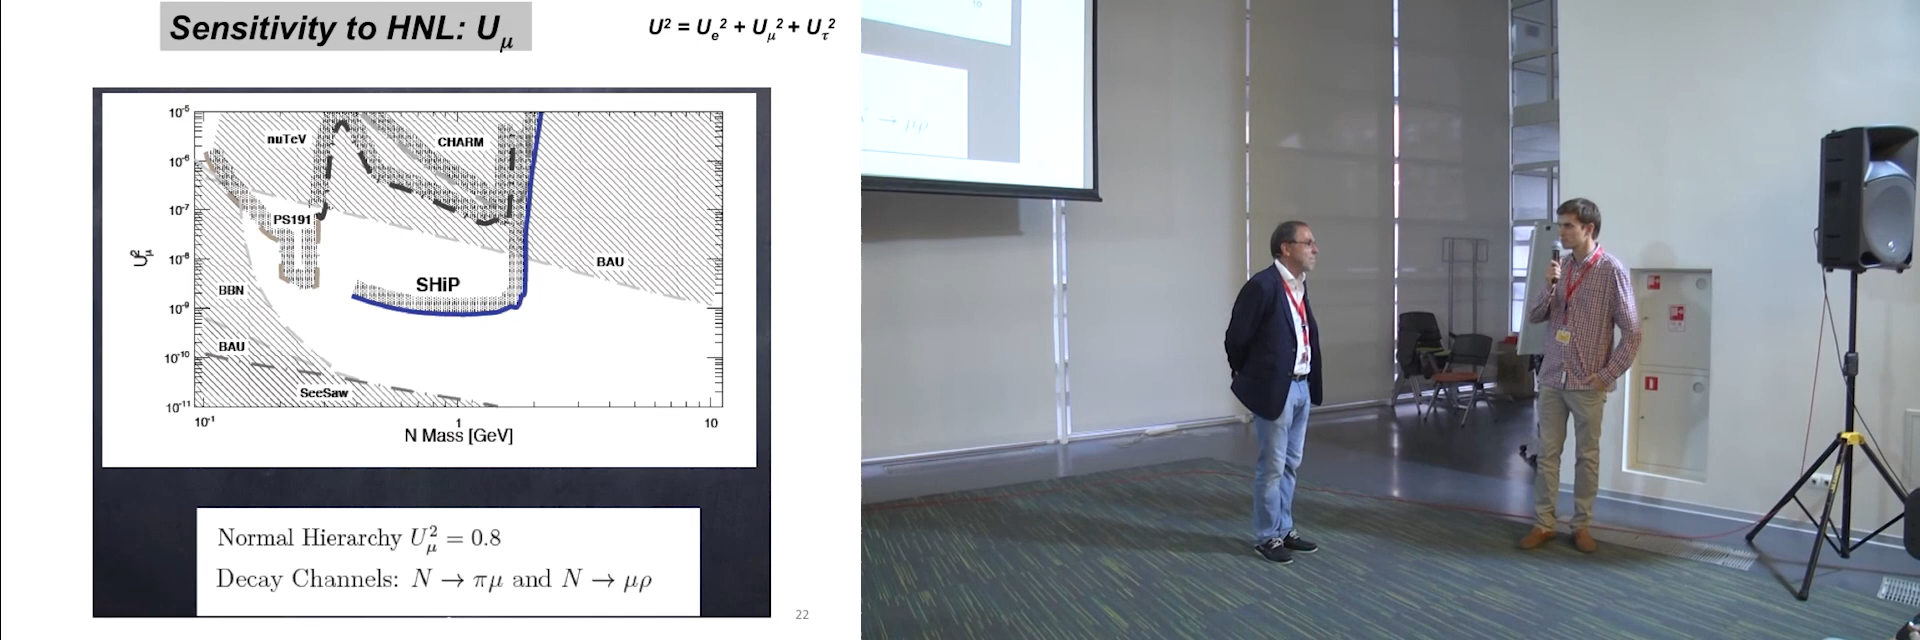 Sensitivity to HNL: Uμ
U² = Uₑ² + Uμ² + Uτ²
10⁻⁵
nuTeV
CHARM
10⁻⁶
10⁻⁷
PS191
U²μ
10⁻⁸
BAU
BBN
SHiP
10⁻⁹
BAU
10⁻¹⁰
SeeSaw
10⁻¹¹
10⁻¹
1
10
N Mass [GeV]
Normal Hierarchy U²μ = 0.8
Decay Channels: N → πμ and N → μρ
22
→ μρ